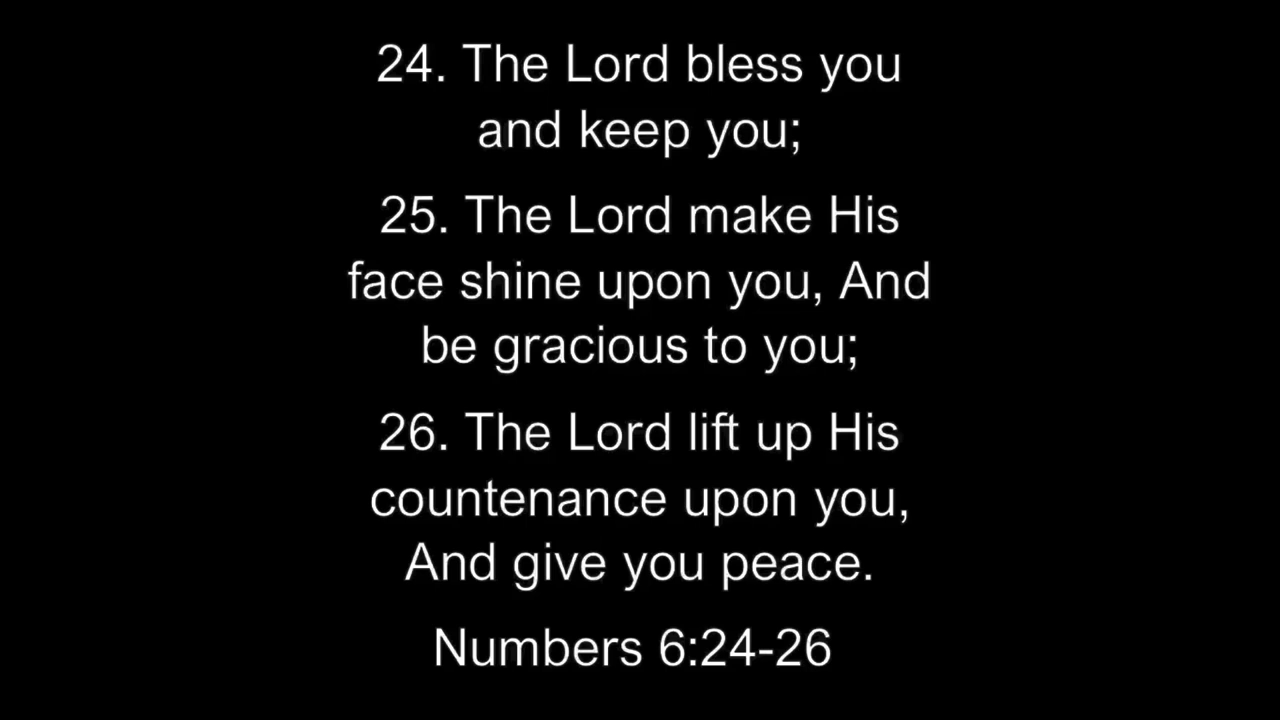 24. The Lord bless you
and keep you;
25. The Lord make His
face shine upon you, And
be gracious to you;
26. The Lord lift up His
countenance upon you,
And give you peace.
Numbers 6:24-26